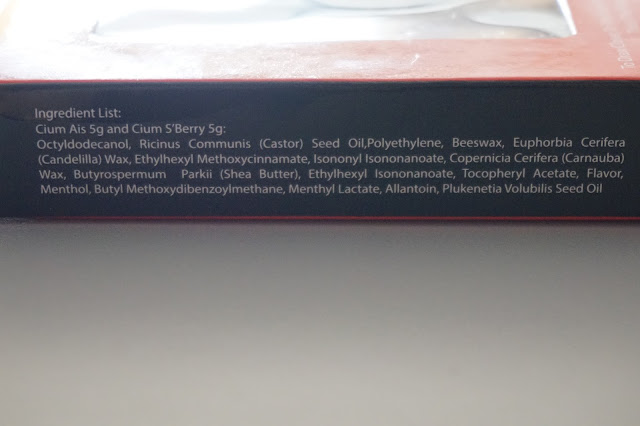 Ingredient List:
Cium Ais 5g and Cium S'Berry 5g:
Octyldodecanol, Ricinus Communis (Castor) Seed Oil,Polyethylene, Beeswax, Euphorbia Cerifera
(Candelilla) Wax, Ethylhexyl Methoxycinnamate, Isononyl Isononanoate, Copernicia Cerifera (Carnauba)
Wax, Butyrospermum Parkii (Shea Butter), Ethylhexyl Isononanoate, Tocopheryl Acetate, Flavor,
Menthol, Butyl Methoxydibenzoylmethane, Menthyl Lactate, Allantoin, Plukenetia Volubilis Seed Oil